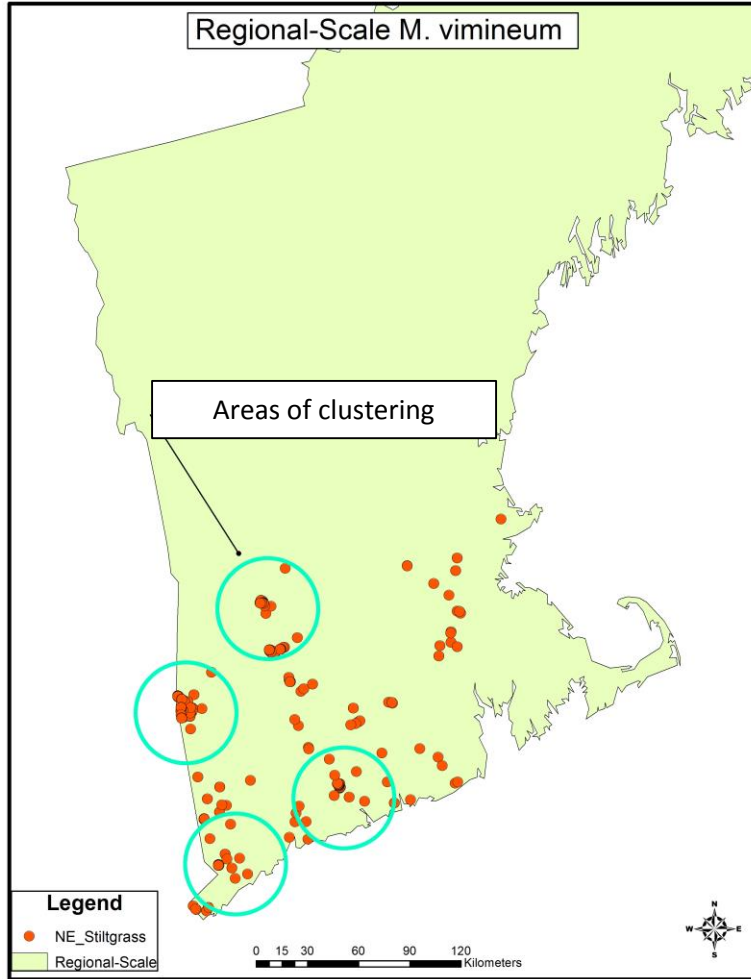 Regional-Scale M. vimineum
Areas of clustering
Legend
NE_Stiltgrass
Regional-Scale
0 15 30 60 90 120
Kilometers
N
W E
S